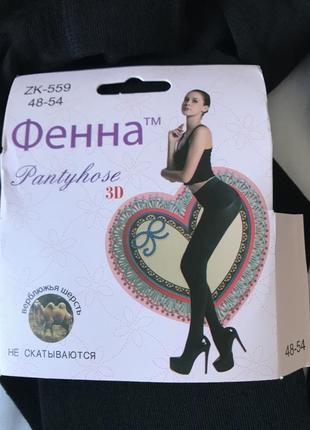 ZK-559
48-54
Фенна™
Pantyhose
3D
верблюжья шерсть
НЕ СКАТЫВАЮТСЯ
48-54